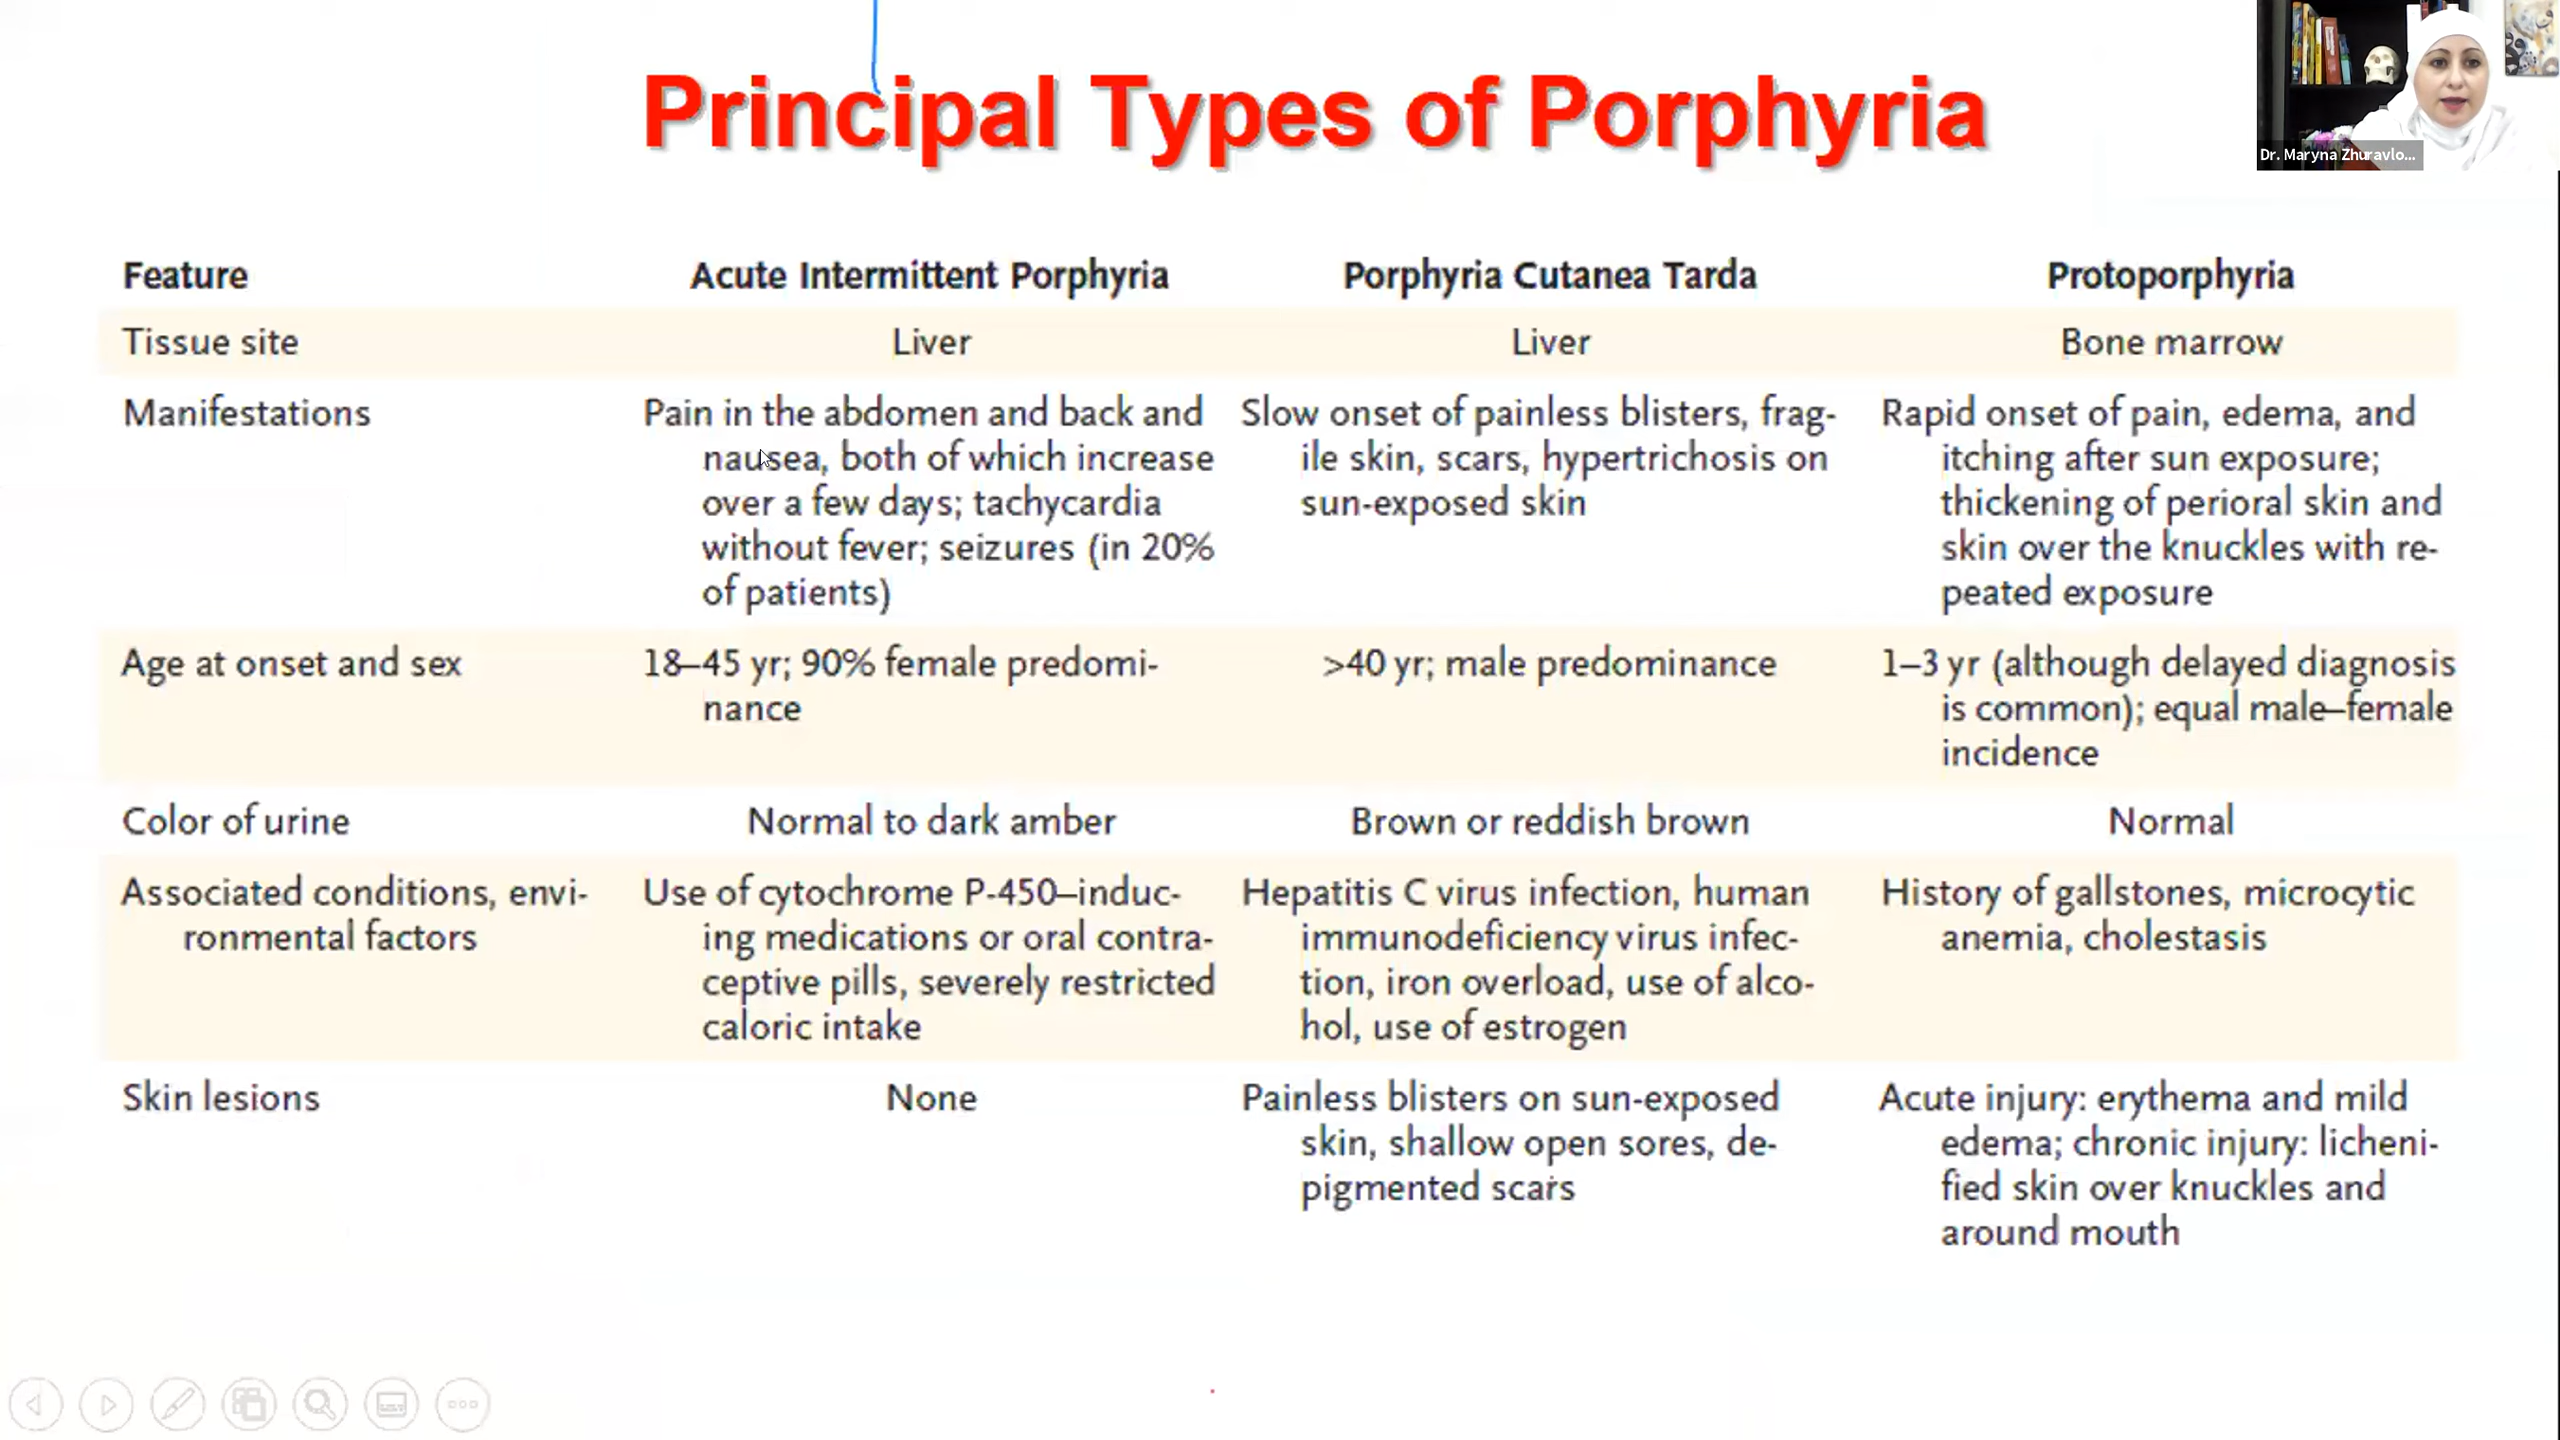 Principal Types of Porphyria
Dr. Maryna Zhuravlo...
Feature
Acute Intermittent Porphyria
Porphyria Cutanea Tarda
Protoporphyria
Tissue site
Liver
Liver
Bone marrow
Manifestations
Pain in the abdomen and back and
nausea, both of which increase
over a few days; tachycardia
without fever; seizures (in 20%
of patients)
Slow onset of painless blisters, frag-
ile skin, scars, hypertrichosis on
sun-exposed skin
Rapid onset of pain, edema, and
itching after sun exposure;
thickening of perioral skin and
skin over the knuckles with re-
peated exposure
Age at onset and sex
18–45 yr; 90% female predomi-
nance
>40 yr; male predominance
1–3 yr (although delayed diagnosis
is common); equal male–female
incidence
Color of urine
Normal to dark amber
Brown or reddish brown
Normal
Associated conditions, envi-
ronmental factors
Use of cytochrome P-450–induc-
ing medications or oral contra-
ceptive pills, severely restricted
caloric intake
Hepatitis C virus infection, human
immunodeficiency virus infec-
tion, iron overload, use of alco-
hol, use of estrogen
History of gallstones, microcytic
anemia, cholestasis
Skin lesions
None
Painless blisters on sun-exposed
skin, shallow open sores, de-
pigmented scars
Acute injury: erythema and mild
edema; chronic injury: licheni-
fied skin over knuckles and
around mouth